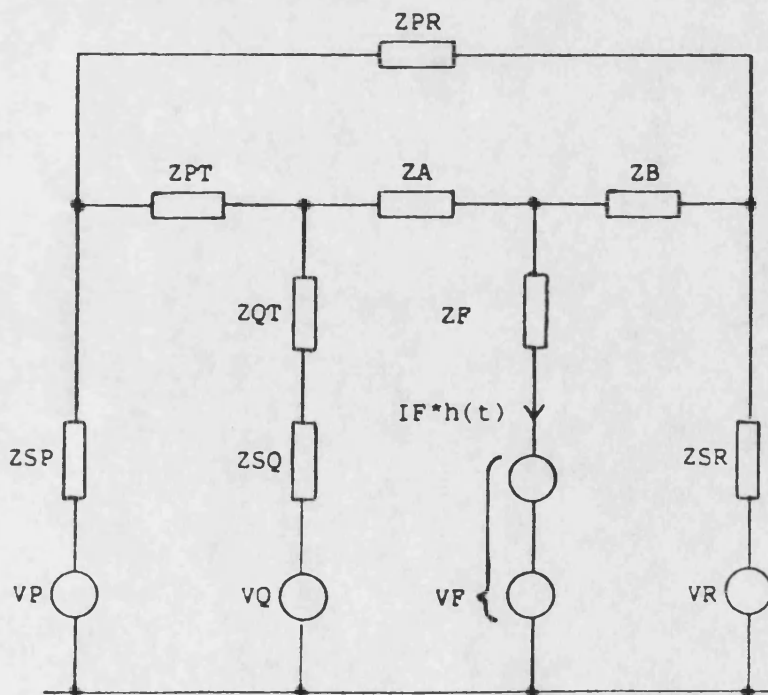 ZPR
ZPT
ZA
ZB
ZQT
ZF
IF*h(t)
ZSP
ZSQ
ZSR
VP
VQ
VF
VR